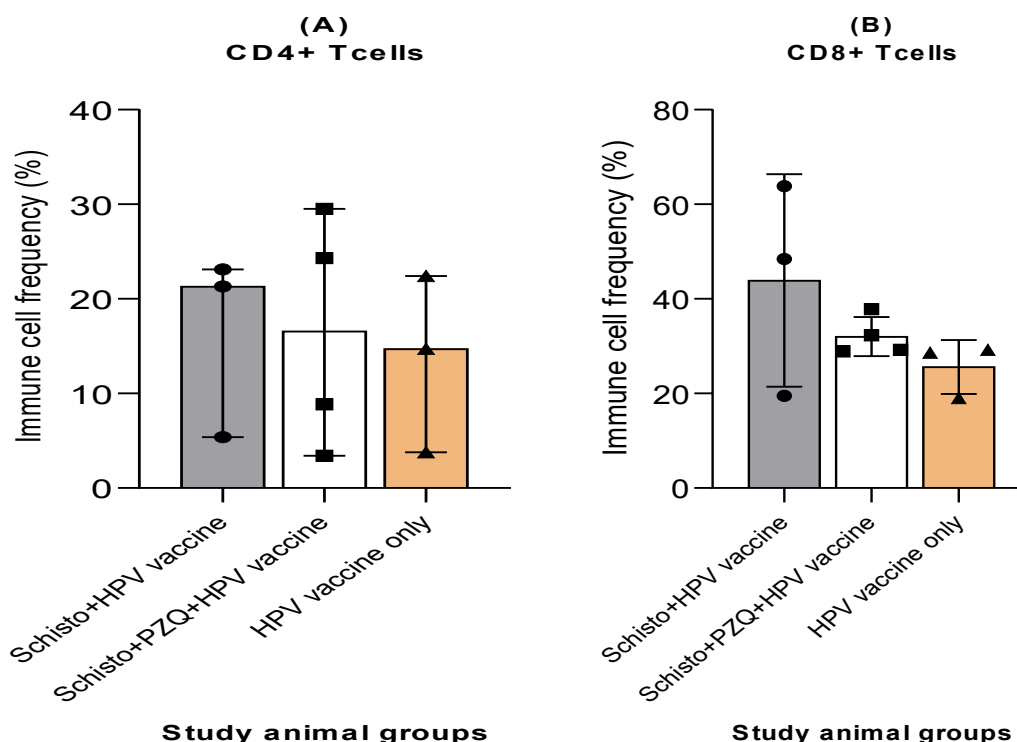 (A)
CD4+ Tcells
Immune cell frequency (%)
40
30
20
10
0
Schisto+HPV vaccine
Schisto+PZQ+HPV vaccine
HPV vaccine only
Study animal groups
(B)
CD8+ Tcells
Immune cell frequency (%)
80
60
40
20
0
Schisto+HPV vaccine
Schisto+PZQ+HPV vaccine
HPV vaccine only
Study animal groups